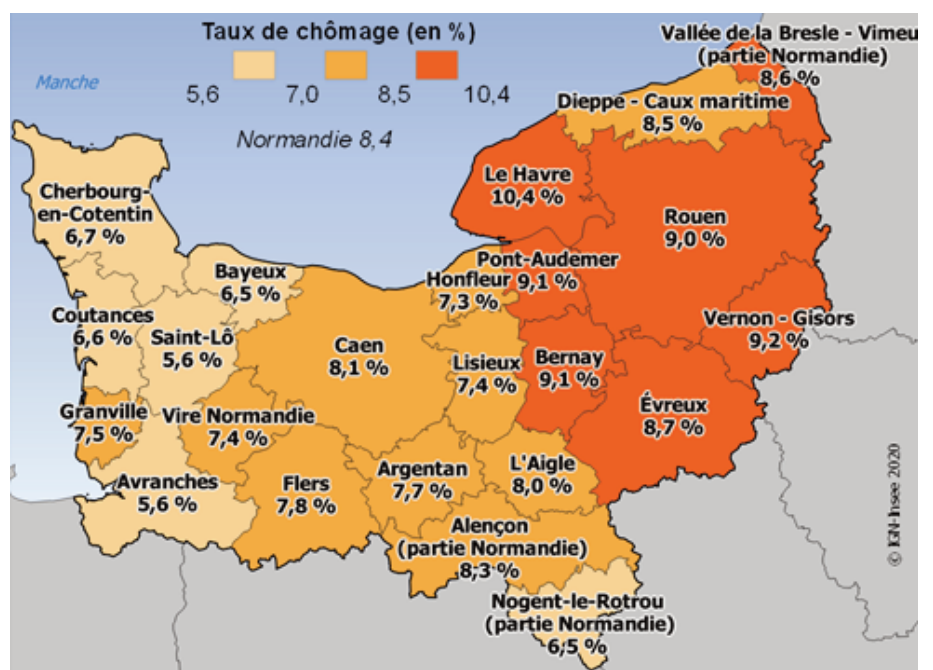 Taux de chômage (en %)
5,6 7,0 8,5 10,4
Normandie 8,4
Manche
Vallée de la Bresle - Vimeu
(partie Normandie)
8,6 %
Dieppe - Caux maritime
8,5 %
Le Havre
10,4 %
Rouen
9,0 %
Cherbourg-
en-Cotentin
6,7 %
Bayeux
6,5 %
Honfleur
7,3 %
Pont-Audemer
9,1 %
Coutances
6,6 %
Saint-Lô
5,6 %
Caen
8,1 %
Lisieux
7,4 %
Bernay
9,1 %
Vernon - Gisors
9,2 %
Granville
7,5 %
Vire Normandie
7,4 %
Évreux
8,7 %
Avranches
5,6 %
Flers
7,8 %
Argentan
7,7 %
L'Aigle
8,0 %
Alençon
(partie Normandie)
8,3 %
Nogent-le-Rotrou
(partie Normandie)
6,5 %
© IGN-Insee 2020